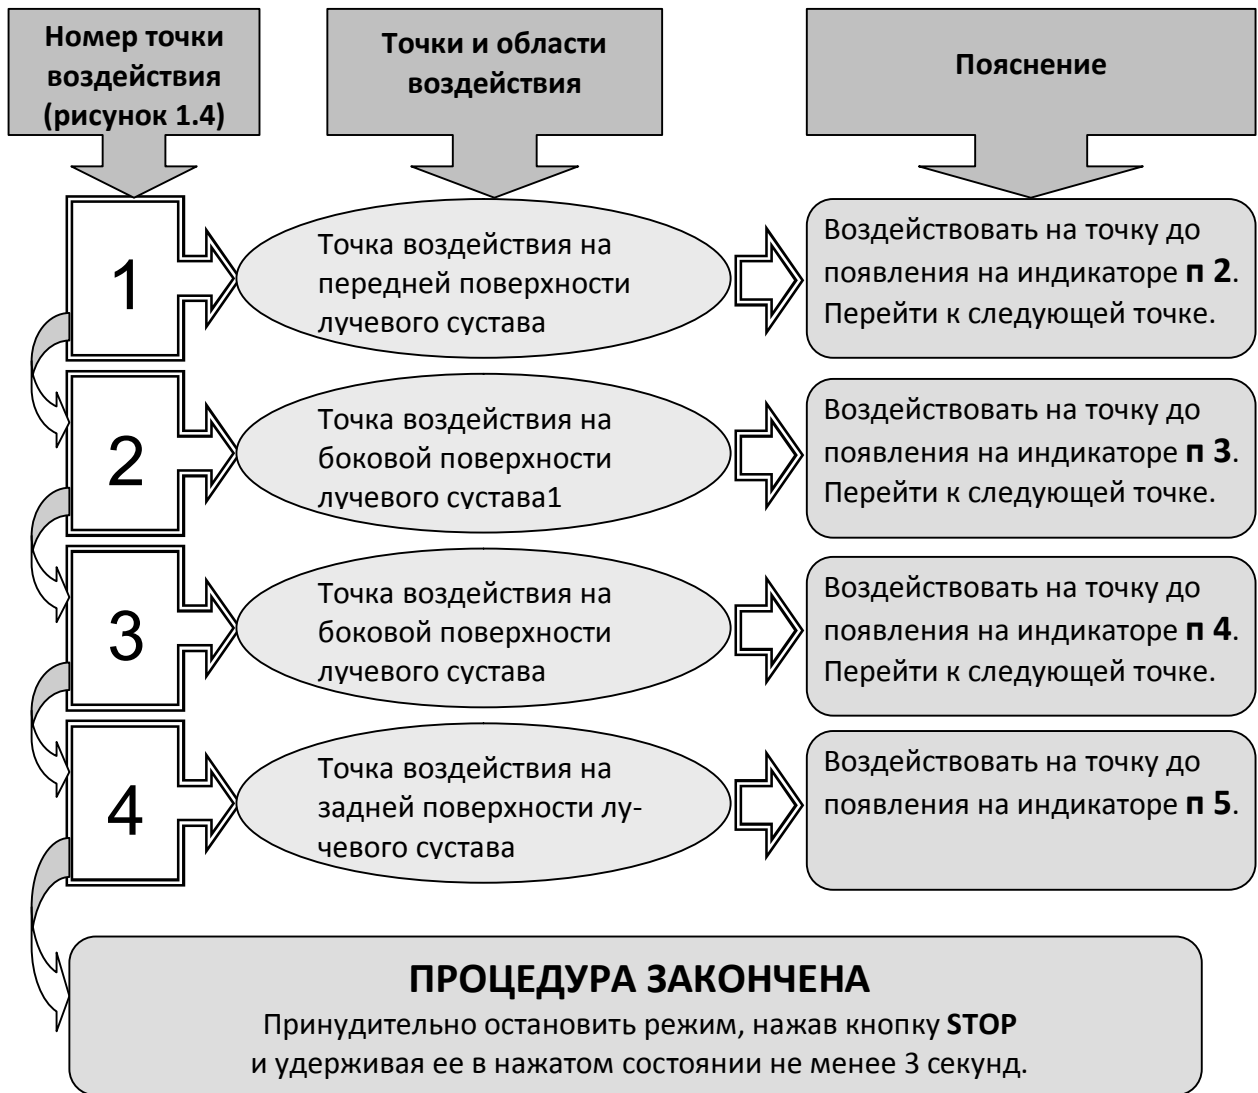 Номер точки
воздействия
(рисунок 1.4)
Точки и области
воздействия
Пояснение
1
Точка воздействия на
передней поверхности
лучевого сустава
Воздействовать на точку до
появления на индикаторе п 2.
Перейти к следующей точке.
2
Точка воздействия на
боковой поверхности
лучевого сустава1
Воздействовать на точку до
появления на индикаторе п 3.
Перейти к следующей точке.
3
Точка воздействия на
боковой поверхности
лучевого сустава
Воздействовать на точку до
появления на индикаторе п 4.
Перейти к следующей точке.
4
Точка воздействия на
задней поверхности лу-
чевого сустава
Воздействовать на точку до
появления на индикаторе п 5.
ПРОЦЕДУРА ЗАКОНЧЕНА
Принудительно остановить режим, нажав кнопку STOP
и удерживая ее в нажатом состоянии не менее 3 секунд.